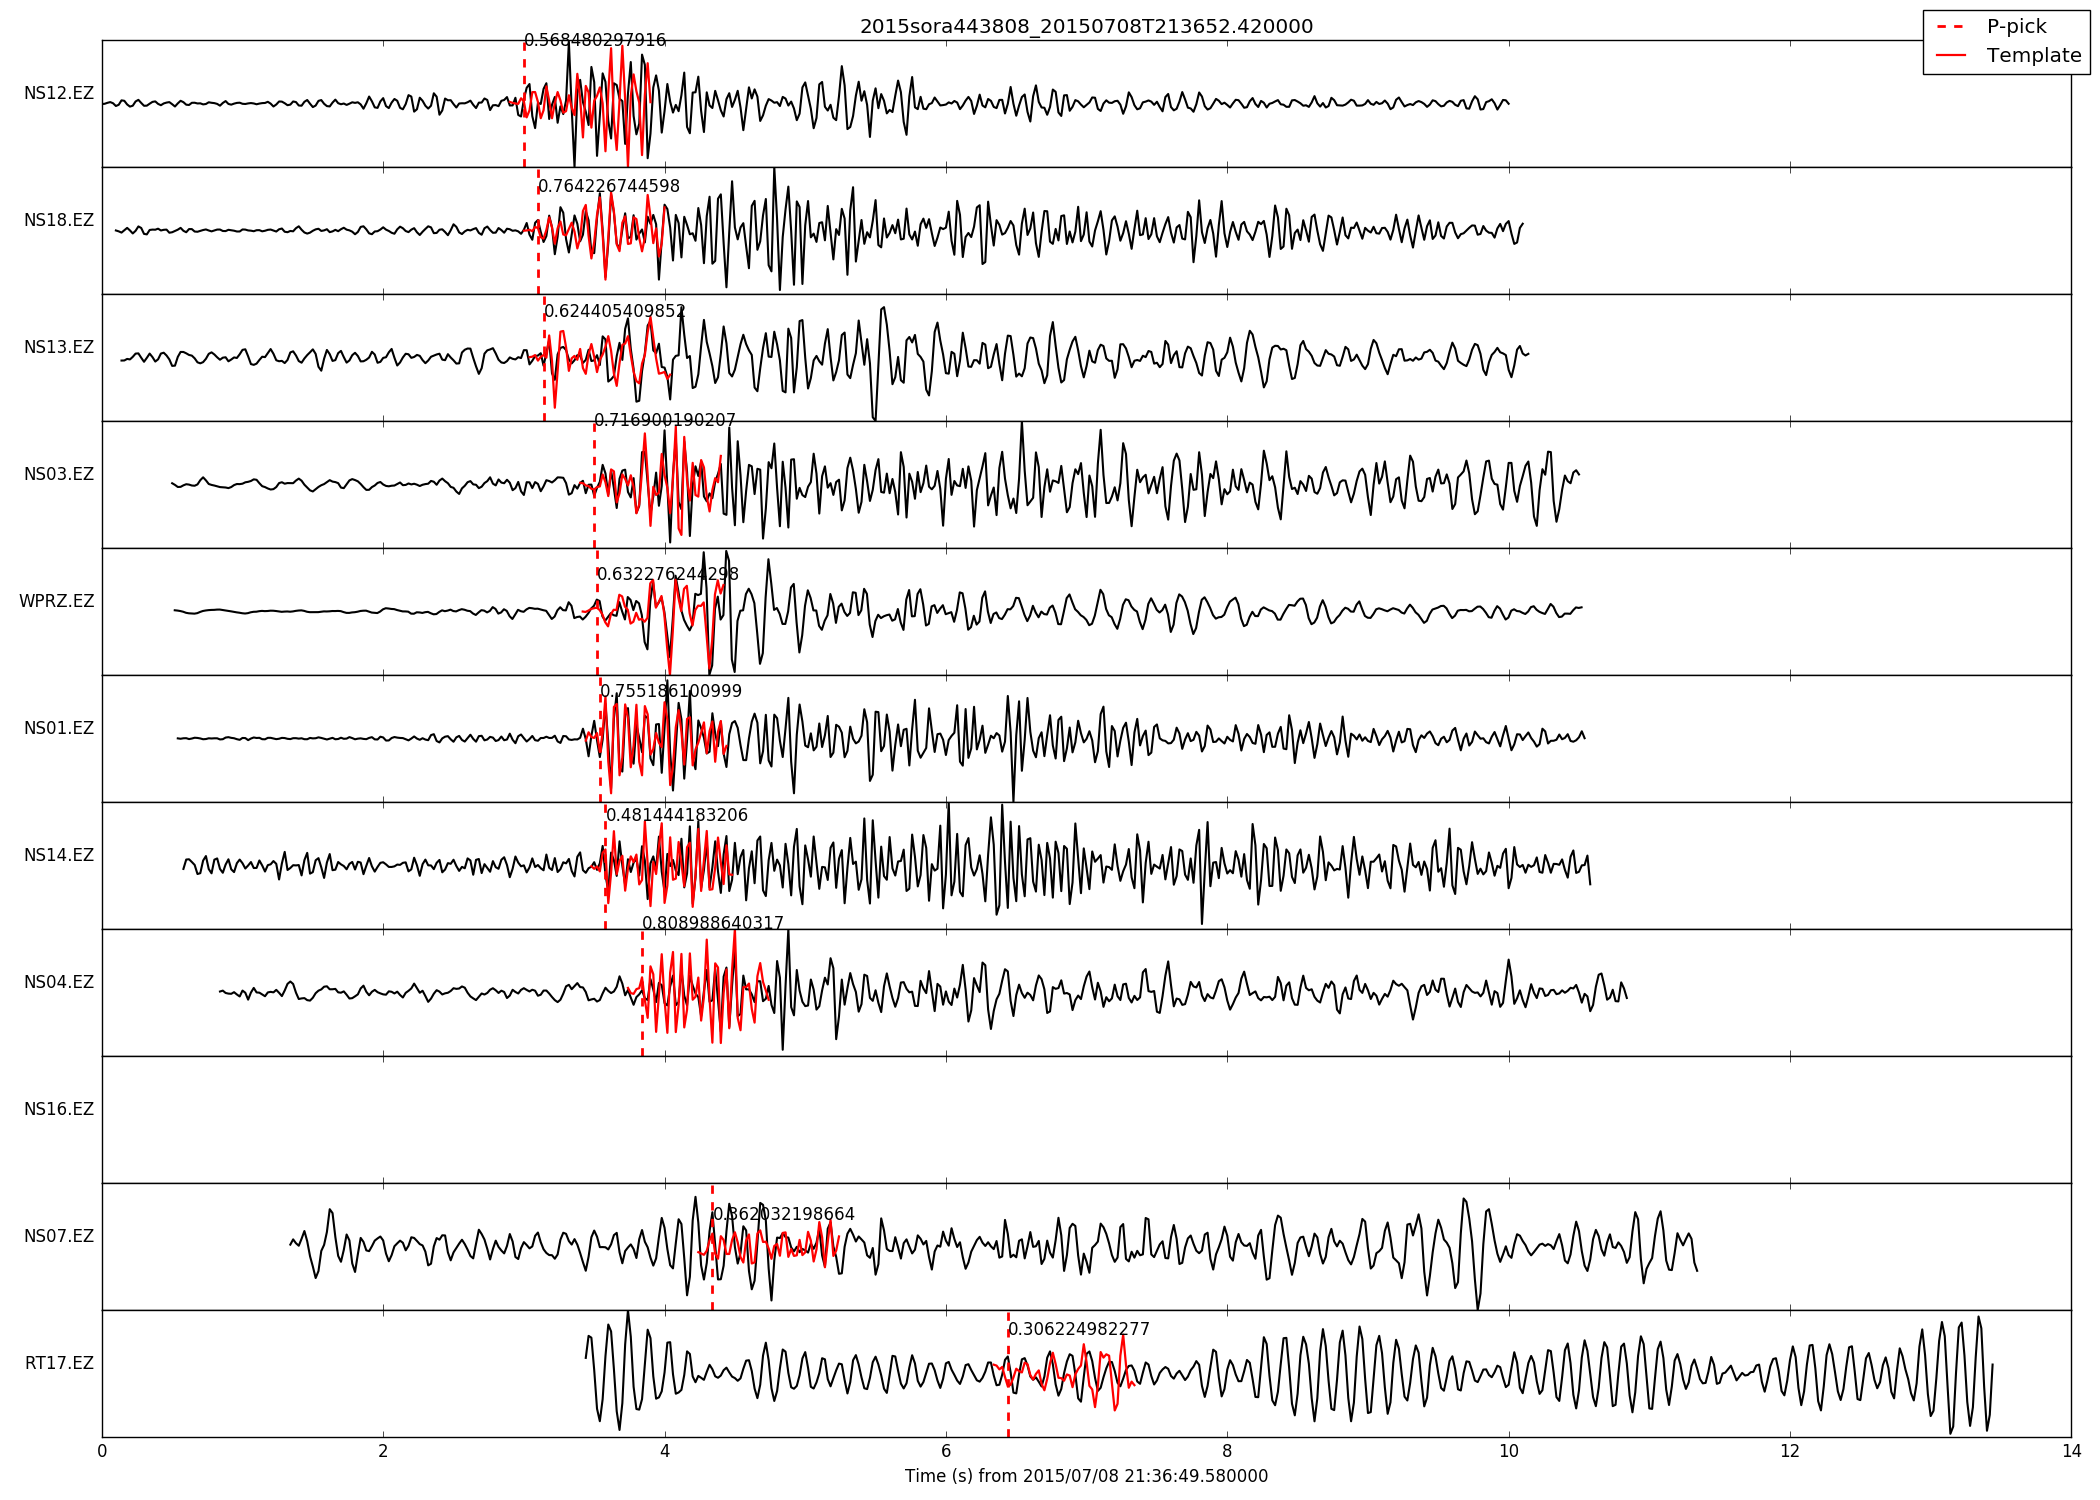 2015sora443808_20150708T213652.420000
P-pick
Template
NS12.EZ
0.568480297916
NS18.EZ
0.764226744598
NS13.EZ
0.624405409852
NS03.EZ
0.716900190207
WPRZ.EZ
0.632276244298
NS01.EZ
0.755186100999
NS14.EZ
0.481444183206
NS04.EZ
0.808988640317
NS16.EZ
NS07.EZ
0.362032198664
RT17.EZ
0.306224982277
0 2 4 6 8 10 12 14
Time (s) from 2015/07/08 21:36:49.580000